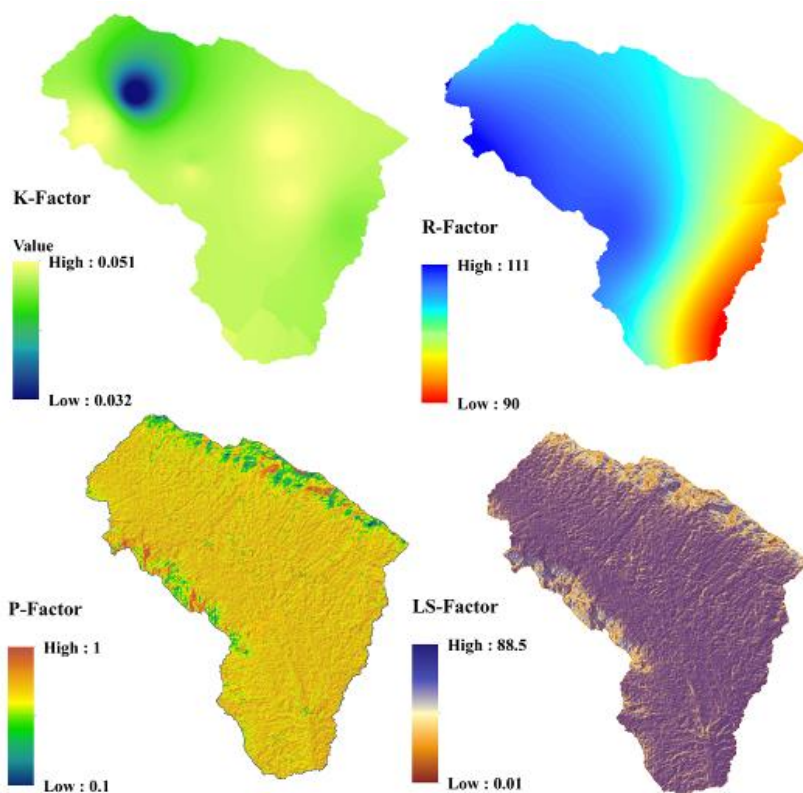 K-Factor
Value
High : 0.051
Low : 0.032
R-Factor
High : 111
Low : 90
P-Factor
High : 1
Low : 0.1
LS-Factor
High : 88.5
Low : 0.01